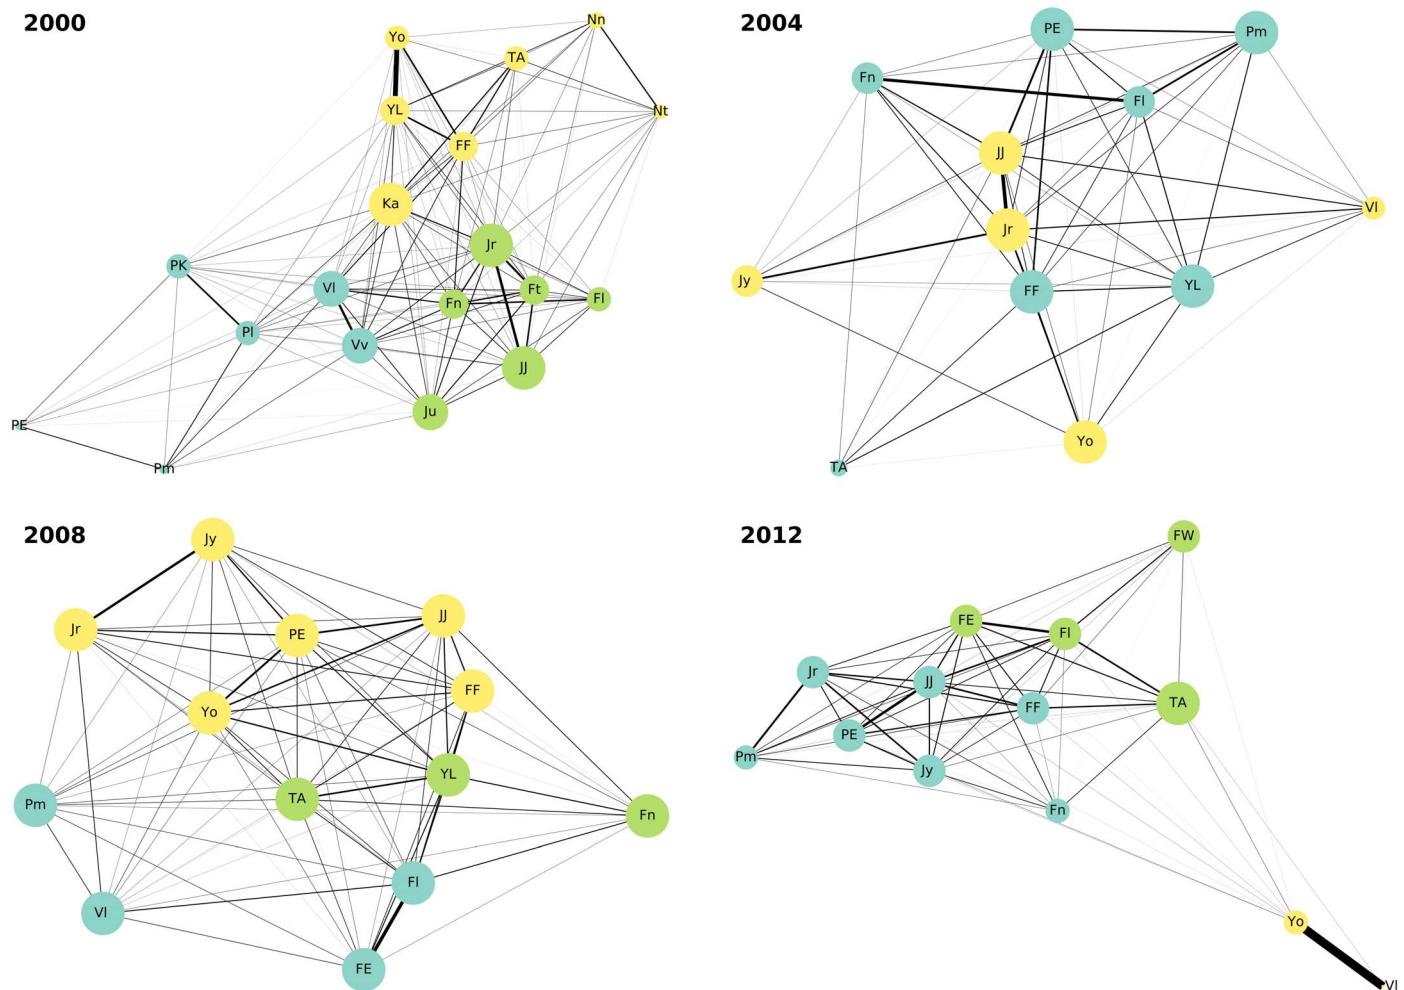 2000
Yo
Nn
TA
YL
Nt
FF
Ka
Jr
PK
Vl
Ft
Fn
Fl
Pl
Vv
JJ
Ju
PE
Pm
2004
PE
Pm
Fn
Fl
JJ
Vl
Jr
Jy
FF
YL
Yo
TA
2008
Jy
JJ
Jr
PE
FF
Yo
YL
TA
Pm
Fn
Fl
Vl
FE
2012
FW
FE
Fl
Jr
JJ
TA
FF
PE
Pm
Jy
Fn
Yo
Vl